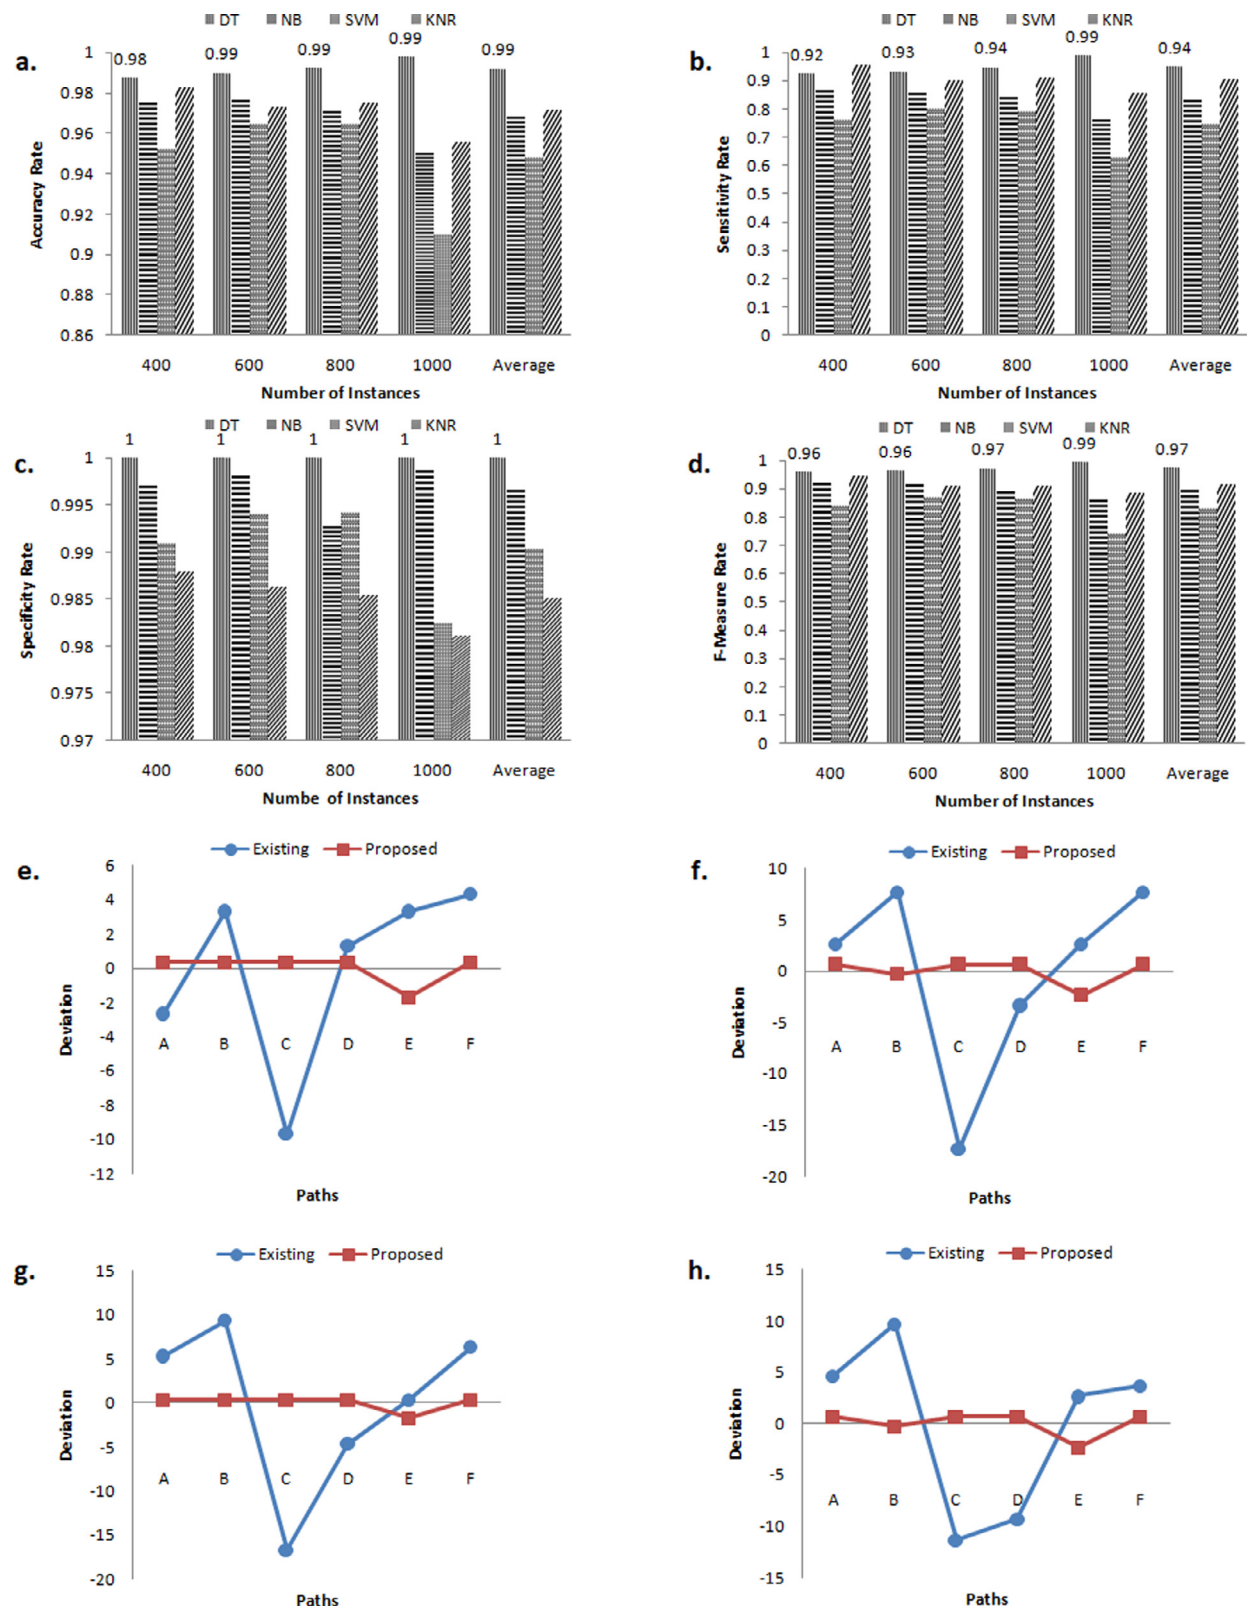 DT NB SVM KNR
a.
0.98 0.99 0.99 0.99 0.99
1
0.98
0.96
0.94
0.92
0.9
0.88
0.86
Accuracy Rate
400 600 800 1000 Average
Number of Instances
DT NB SVM KNR
b.
0.92 0.93 0.94 0.99 0.94
1
0.9
0.8
0.7
0.6
0.5
0.4
0.3
0.2
0.1
0
Sensitivity Rate
400 600 800 1000 Average
Number of Instances
DT NB SVM KNR
c.
1 1 1 1 1
1
0.995
0.99
0.985
0.98
0.975
0.97
Specificity Rate
400 600 800 1000 Average
Numbe of Instances
DT NB SVM KNR
d.
0.96 0.96 0.97 0.99 0.97
1
0.9
0.8
0.7
0.6
0.5
0.4
0.3
0.2
0.1
0
F-Measure Rate
400 600 800 1000 Average
Number of Instances
Existing Proposed
e.
6
4
2
0
-2
-4
-6
-8
-10
-12
Deviation
A B C D E F
Paths
Existing Proposed
f.
10
5
0
-5
-10
-15
-20
Deviation
A B C D E F
Paths
Existing Proposed
g.
15
10
5
0
-5
-10
-15
-20
Deviation
A B C D E F
Paths
Existing Proposed
h.
15
10
5
0
-5
-10
-15
Deviation
A B C D E F
Paths